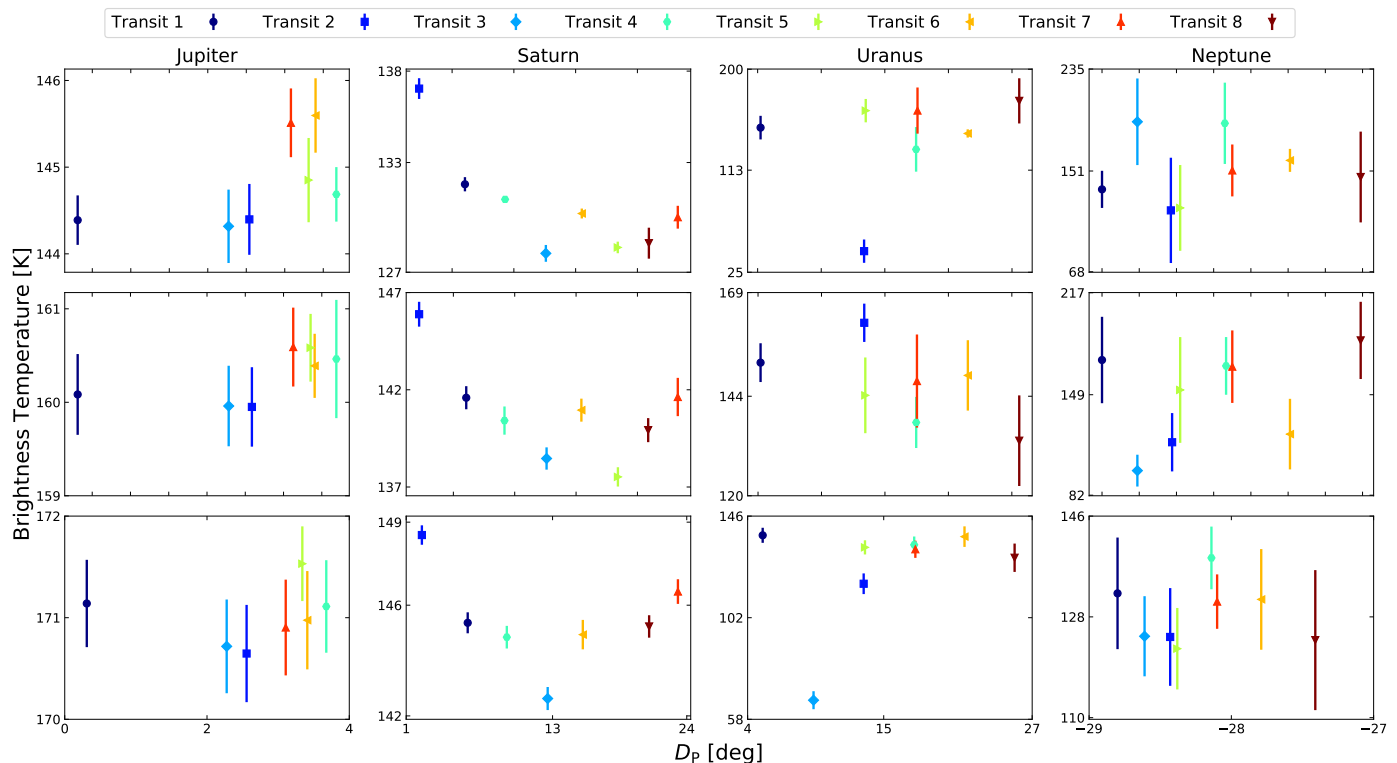 Transit 1 Transit 2 Transit 3 Transit 4 Transit 5 Transit 6 Transit 7 Transit 8
Jupiter Saturn Uranus Neptune
146 138 200 235
145 133 113 151
144 127 25 68
161 147 169 217
160 142 144 149
159 137 120 82
172 149 146 146
171 146 102 128
170 142 58 110
0 2 4 1 13 24 4 15 27 −29 −28 −27
Brightness Temperature [K]
D_P [deg]